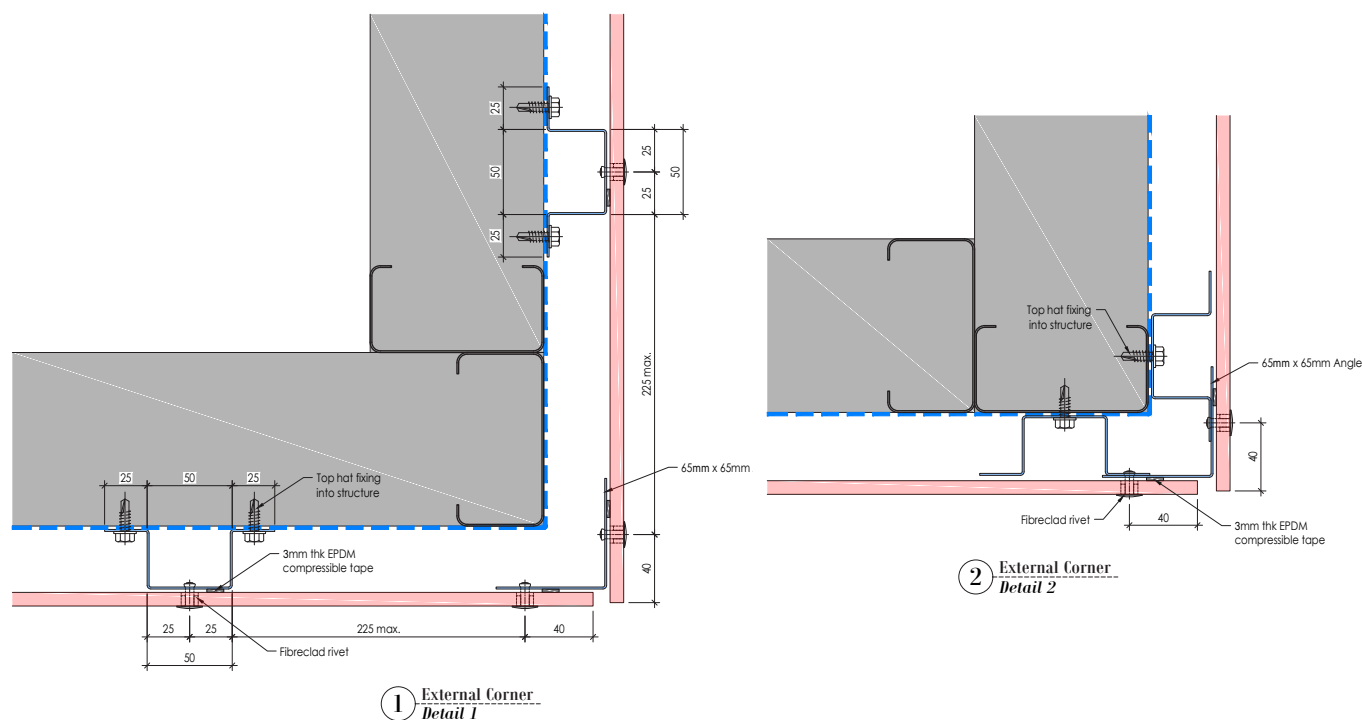 25
50
25
25
25
50
225 max.
40
65mm x 65mm
25
50
25
Top hat fixing
into structure
3mm thk EPDM
compressible tape
25
25
225 max.
40
50
Fibreclad rivet
1
External Corner
Detail 1
Top hat fixing
into structure
65mm x 65mm Angle
40
Fibreclad rivet
40
3mm thk EPDM
compressible tape
2
External Corner
Detail 2